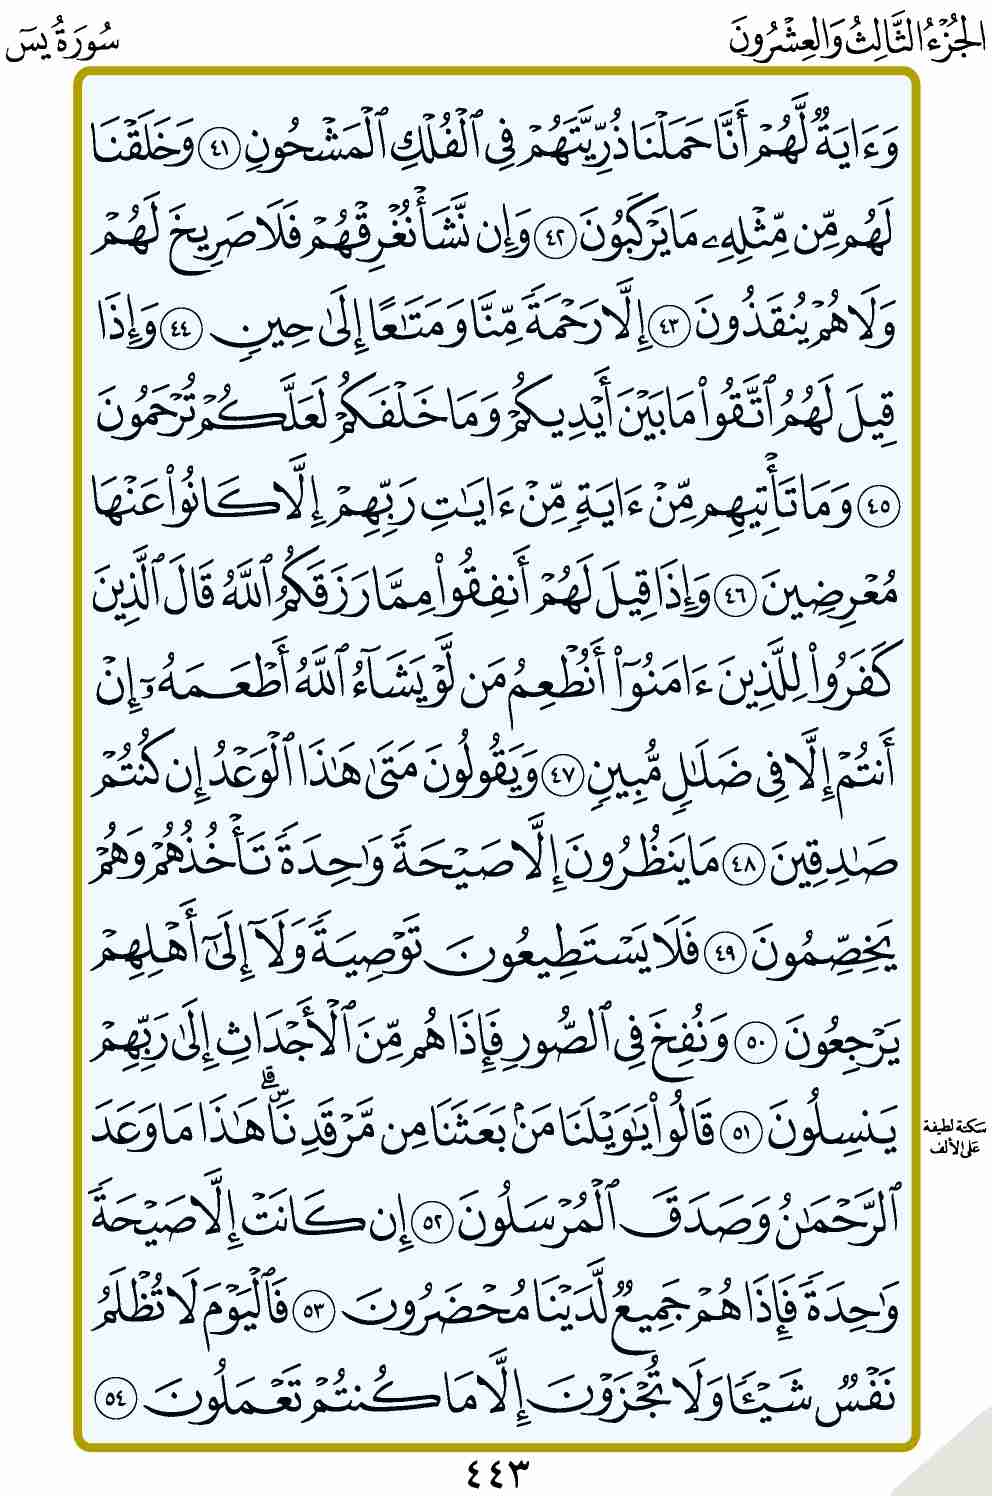 الجُزْءُ الثَّالِثُ وَالعِشْرُونَ
سُورَةُ يسٓ
وَءَايَةٞ لَّهُمۡ أَنَّا حَمَلۡنَا ذُرِّيَّتَهُمۡ فِي ٱلۡفُلۡكِ ٱلۡمَشۡحُونِ ٤١ وَخَلَقۡنَا
لَهُم مِّن مِّثۡلِهِۦ مَا يَرۡكَبُونَ ٤٢ وَإِن نَّشَأۡ نُغۡرِقۡهُمۡ فَلَا صَرِيخَ لَهُمۡ
وَلَا هُمۡ يُنقَذُونَ ٤٣ إِلَّا رَحۡمَةٗ مِّنَّا وَمَتَٰعًا إِلَىٰ حِينٖ ٤٤ وَإِذَا
قِيلَ لَهُمُ ٱتَّقُواْ مَا بَيۡنَ أَيۡدِيكُمۡ وَمَا خَلۡفَكُمۡ لَعَلَّكُمۡ تُرۡحَمُونَ
٤٥ وَمَا تَأۡتِيهِم مِّنۡ ءَايَةٖ مِّنۡ ءَايَٰتِ رَبِّهِمۡ إِلَّا كَانُواْ عَنۡهَا
مُعۡرِضِينَ ٤٦ وَإِذَا قِيلَ لَهُمۡ أَنفِقُواْ مِمَّا رَزَقَكُمُ ٱللَّهُ قَالَ ٱلَّذِينَ
كَفَرُواْ لِلَّذِينَ ءَامَنُوٓاْ أَنُطۡعِمُ مَن لَّوۡ يَشَآءُ ٱللَّهُ أَطۡعَمَهُۥٓ إِنۡ
أَنتُمۡ إِلَّا فِي ضَلَٰلٖ مُّبِينٖ ٤٧ وَيَقُولُونَ مَتَىٰ هَٰذَا ٱلۡوَعۡدُ إِن كُنتُمۡ
صَٰدِقِينَ ٤٨ مَا يَنظُرُونَ إِلَّا صَيۡحَةٗ وَٰحِدَةٗ تَأۡخُذُهُمۡ وَهُمۡ
يَخِصِّمُونَ ٤٩ فَلَا يَسۡتَطِيعُونَ تَوۡصِيَةٗ وَلَآ إِلَىٰٓ أَهۡلِهِمۡ
يَرۡجِعُونَ ٥٠ وَنُفِخَ فِي ٱلصُّورِ فَإِذَا هُم مِّنَ ٱلۡأَجۡدَاثِ إِلَىٰ رَبِّهِمۡ
يَنسِلُونَ ٥١ قَالُواْ يَٰوَيۡلَنَا مَنۢ بَعَثَنَا مِن مَّرۡقَدِنَاۜۗ هَٰذَا مَا وَعَدَ
سكتة لطيفة
على الألف
ٱلرَّحۡمَٰنُ وَصَدَقَ ٱلۡمُرۡسَلُونَ ٥٢ إِن كَانَتۡ إِلَّا صَيۡحَةٗ
وَٰحِدَةٗ فَإِذَا هُمۡ جَمِيعٞ لَّدَيۡنَا مُحۡضَرُونَ ٥٣ فَٱلۡيَوۡمَ لَا تُظۡلَمُ
نَفۡسٞ شَيۡـٔٗا وَلَا تُجۡزَوۡنَ إِلَّا مَا كُنتُمۡ تَعۡمَلُونَ ٥٤
٤٤٣